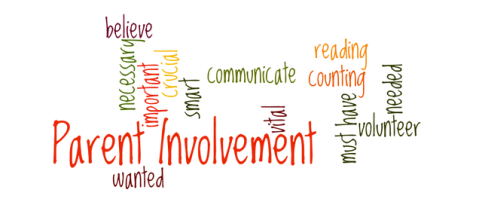 believe
necessary
important
crucial
smart
communicate
reading
counting
must have
needed
volunteer
vital
Parent Involvement
wanted